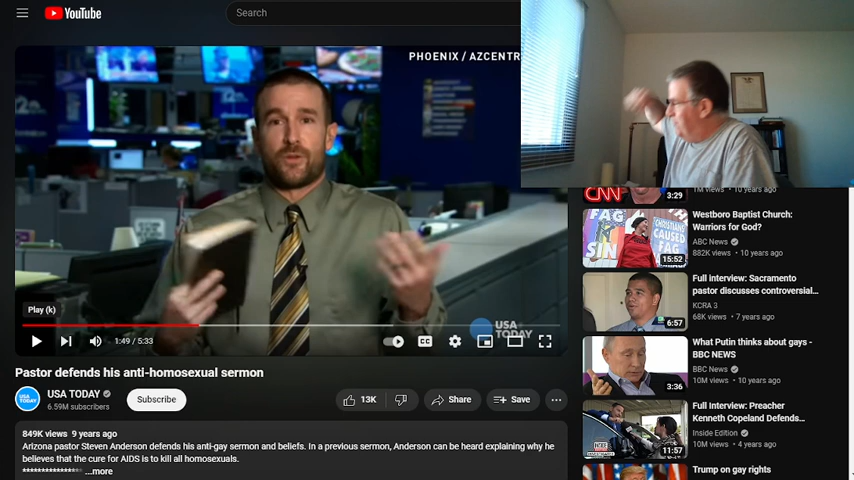 YouTube
Search
PHOENIX / AZCENTR
12
USA
TODAY
Play (k)
1:49 / 5:33
CC
Pastor defends his anti-homosexual sermon
USA TODAY
6.59M subscribers
Subscribe
13K
Share
Save
849K views 9 years ago
Arizona pastor Steven Anderson defends his anti-gay sermon and beliefs. In a previous sermon, Anderson can be heard explaining why he
believes that the cure for AIDS is to kill all homosexuals.
...more
CNN
3:29
1M views • 10 years ago
FAG
SIN
CAUSED
FAG
15:52
Westboro Baptist Church:
Warriors for God?
ABC News
882K views • 10 years ago
6:57
Full interview: Sacramento
pastor discusses controversial...
KCRA 3
68K views • 7 years ago
3:36
What Putin thinks about gays -
BBC NEWS
BBC News
10M views • 10 years ago
11:57
Full Interview: Preacher
Kenneth Copeland Defends...
Inside Edition
10M views • 4 years ago
Trump on gay rights